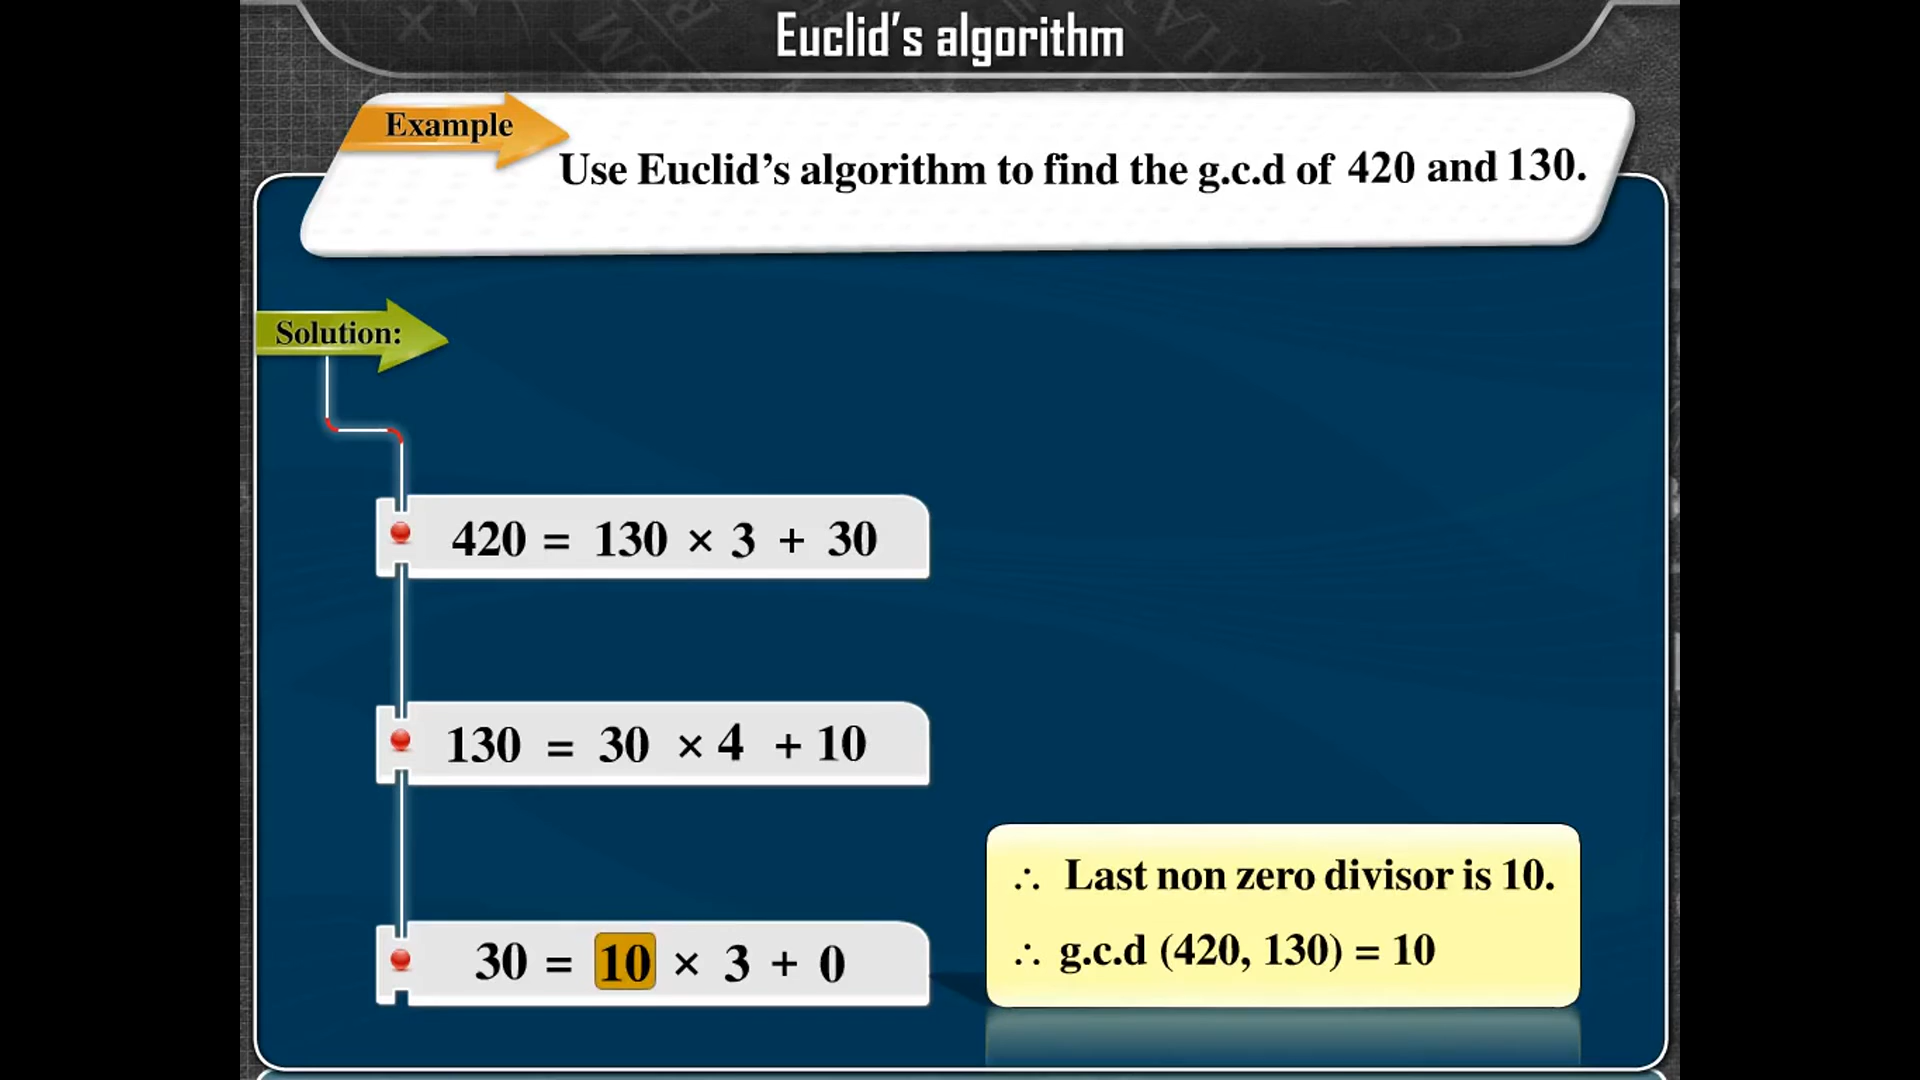 Euclid’s algorithm
Example
Use Euclid’s algorithm to find the g.c.d of 420 and 130.
Solution:
420 = 130 × 3 + 30
130 = 30 × 4 + 10
30 = 10 × 3 + 0
∴ Last non zero divisor is 10.
∴ g.c.d (420, 130) = 10